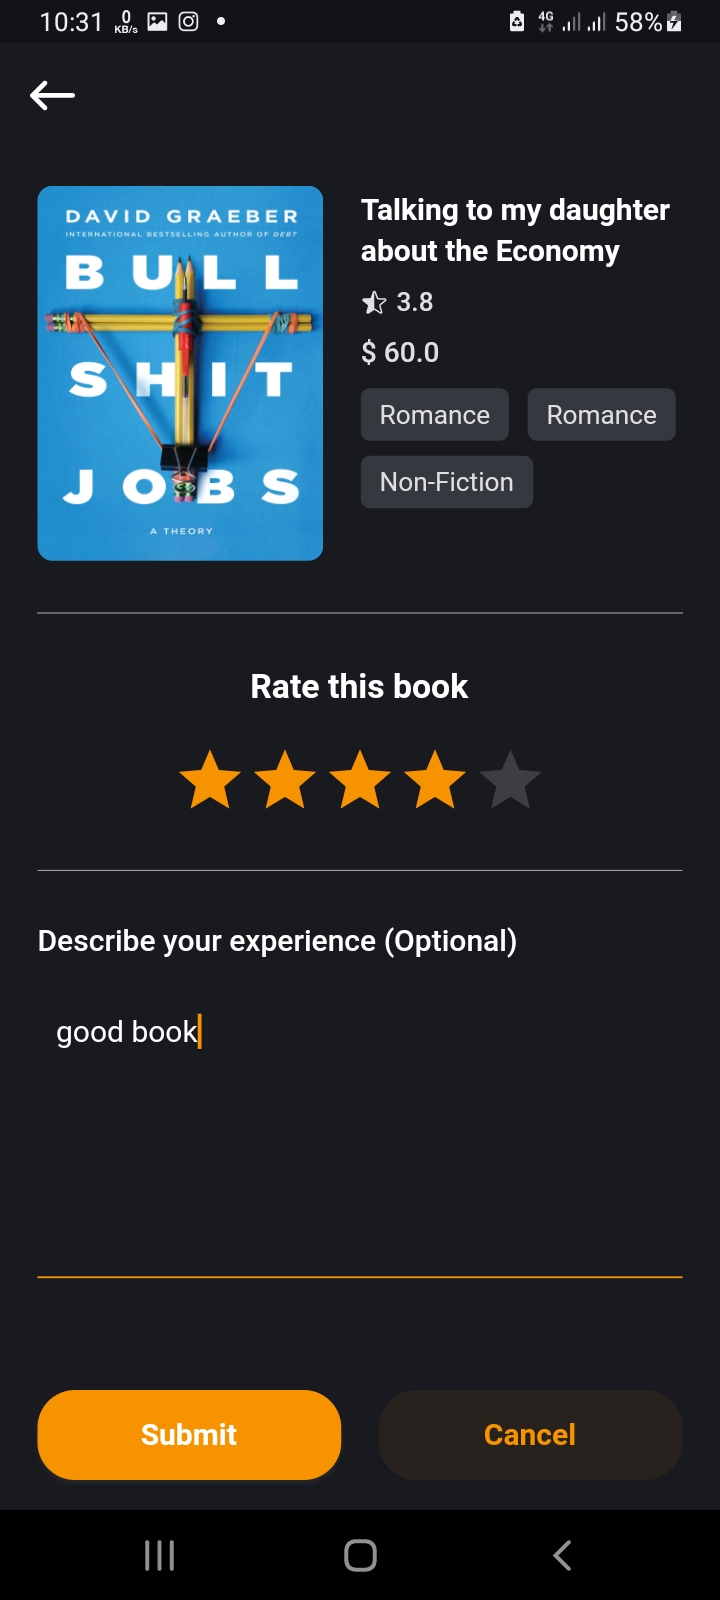 10:31 0 KB/s 4G 58%
DAVID GRAEBER
INTERNATIONAL BESTSELLING AUTHOR OF DEBT
BULL
SHIT
JOBS
A THEORY
Talking to my daughter
about the Economy
3.8
$ 60.0
Romance Romance
Non-Fiction
Rate this book
Describe your experience (Optional)
good book
Submit Cancel